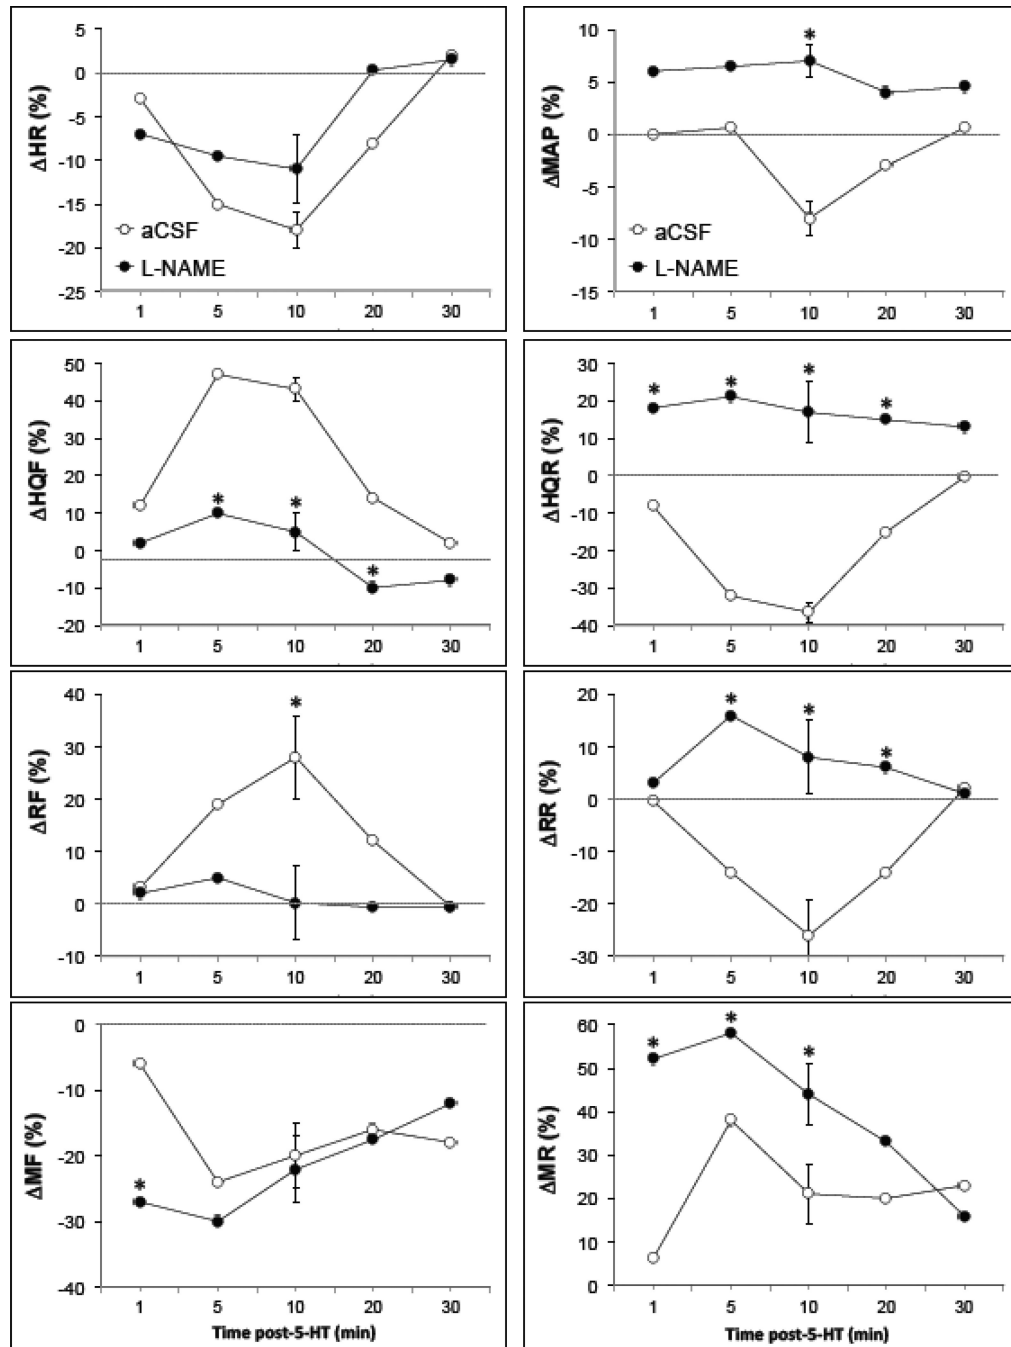 ΔHR (%)
5
0
-5
-10
-15
-20
-25
aCSF
L-NAME
1 5 10 20 30
ΔMAP (%)
10
5
0
-5
-10
-15
*
aCSF
L-NAME
1 5 10 20 30
ΔHQF (%)
50
40
30
20
10
0
-10
-20
* * *
1 5 10 20 30
ΔHQR (%)
30
20
10
0
-10
-20
-30
-40
* * * *
1 5 10 20 30
ΔRF (%)
40
30
20
10
0
-10
*
1 5 10 20 30
ΔRR (%)
20
10
0
-10
-20
-30
* * *
1 5 10 20 30
ΔMF (%)
0
-10
-20
-30
-40
*
1 5 10 20 30
Time post-5-HT (min)
ΔMR (%)
60
50
40
30
20
10
0
* * *
1 5 10 20 30
Time post-5-HT (min)